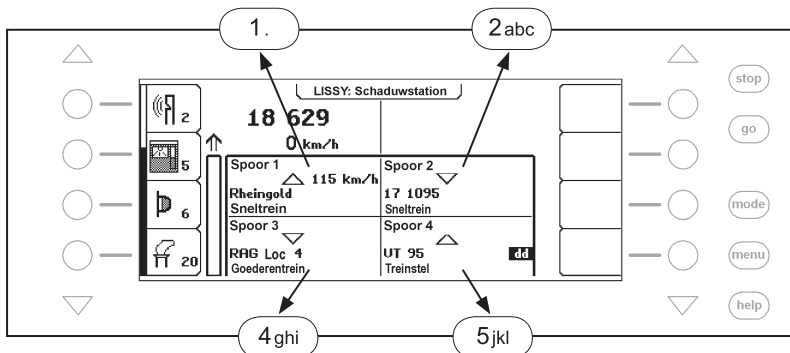 1.
2abc
LISSY: Schaduwstation
stop
2
18 629
go
0 km/h
5
Spoor 1
Spoor 2
115 km/h
Rheingold
17 1095
Sneltrein
Sneltrein
6
mode
Spoor 3
Spoor 4
RAG Loc 4
VT 95
dd
Goederentrein
Treinstel
20
menu
help
4ghi
5jkl